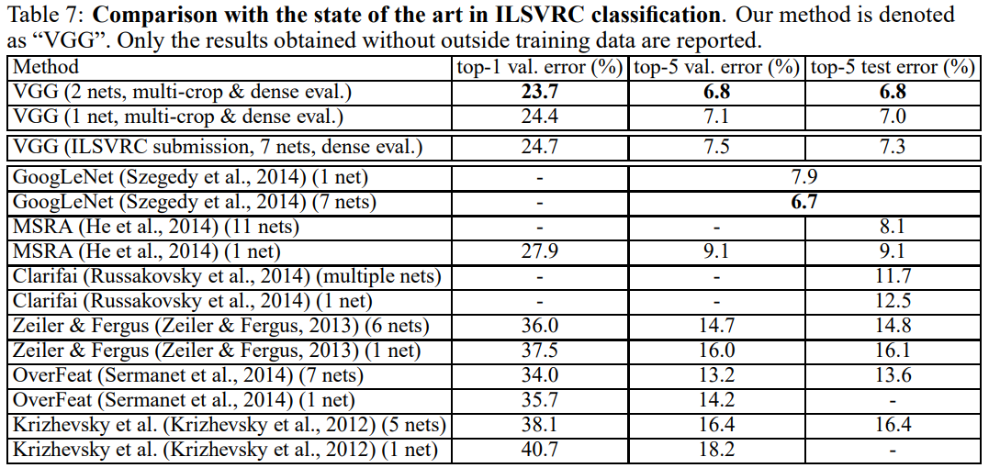 Table 7: Comparison with the state of the art in ILSVRC classification. Our method is denoted
as “VGG”. Only the results obtained without outside training data are reported.
Method top-1 val. error (%) top-5 val. error (%) top-5 test error (%)
VGG (2 nets, multi-crop & dense eval.) 23.7 6.8 6.8
VGG (1 net, multi-crop & dense eval.) 24.4 7.1 7.0
VGG (ILSVRC submission, 7 nets, dense eval.) 24.7 7.5 7.3
GoogLeNet (Szegedy et al., 2014) (1 net) - 7.9
GoogLeNet (Szegedy et al., 2014) (7 nets) - 6.7
MSRA (He et al., 2014) (11 nets) - - 8.1
MSRA (He et al., 2014) (1 net) 27.9 9.1 9.1
Clarifai (Russakovsky et al., 2014) (multiple nets) - - 11.7
Clarifai (Russakovsky et al., 2014) (1 net) - - 12.5
Zeiler & Fergus (Zeiler & Fergus, 2013) (6 nets) 36.0 14.7 14.8
Zeiler & Fergus (Zeiler & Fergus, 2013) (1 net) 37.5 16.0 16.1
OverFeat (Sermanet et al., 2014) (7 nets) 34.0 13.2 13.6
OverFeat (Sermanet et al., 2014) (1 net) 35.7 14.2 -
Krizhevsky et al. (Krizhevsky et al., 2012) (5 nets) 38.1 16.4 16.4
Krizhevsky et al. (Krizhevsky et al., 2012) (1 net) 40.7 18.2 -